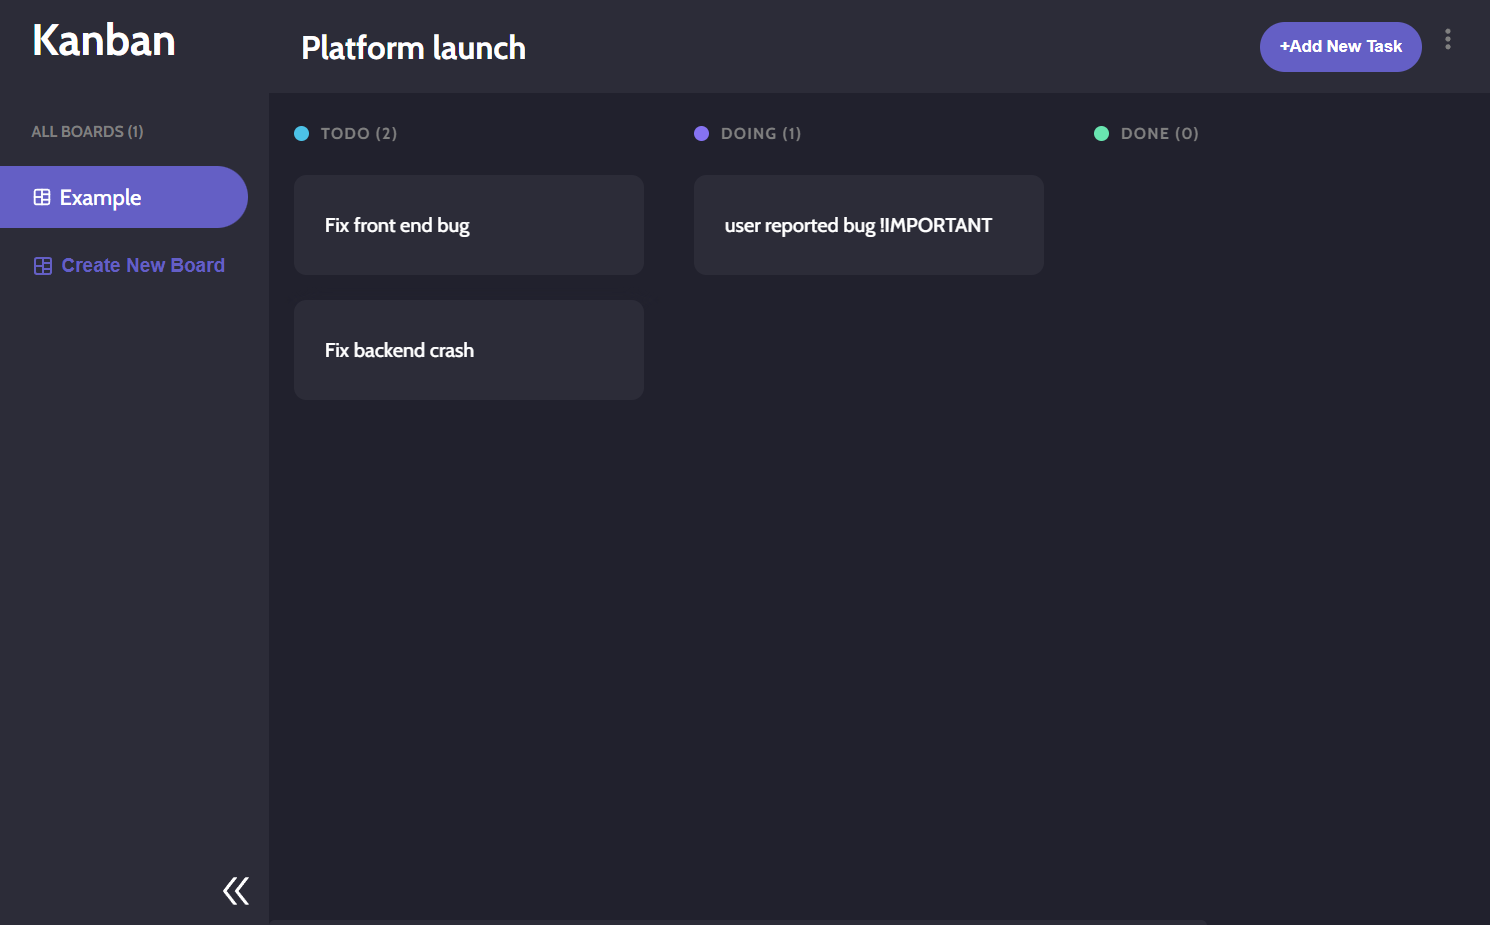 Kanban
Platform launch
+Add New Task
ALL BOARDS (1)
Example
Create New Board
TODO (2)
Fix front end bug
Fix backend crash
DOING (1)
user reported bug !IMPORTANT
DONE (0)